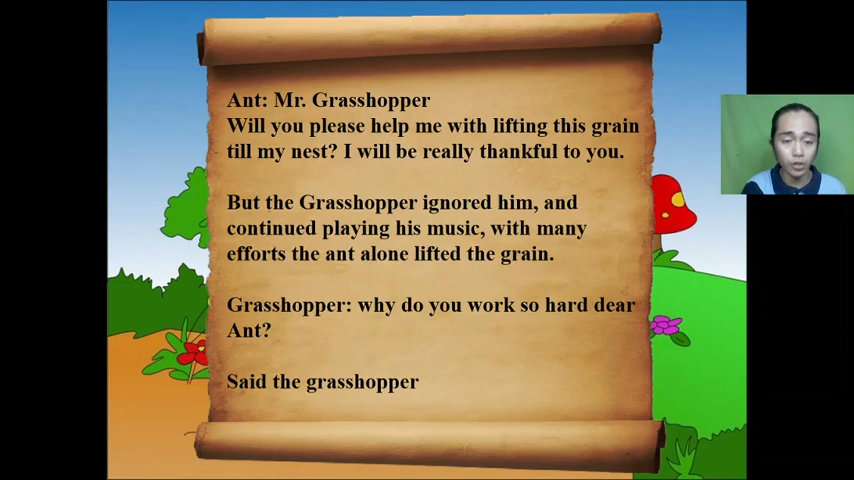 Ant: Mr. Grasshopper
Will you please help me with lifting this grain
till my nest? I will be really thankful to you.
But the Grasshopper ignored him, and
continued playing his music, with many
efforts the ant alone lifted the grain.
Grasshopper: why do you work so hard dear
Ant?
Said the grasshopper